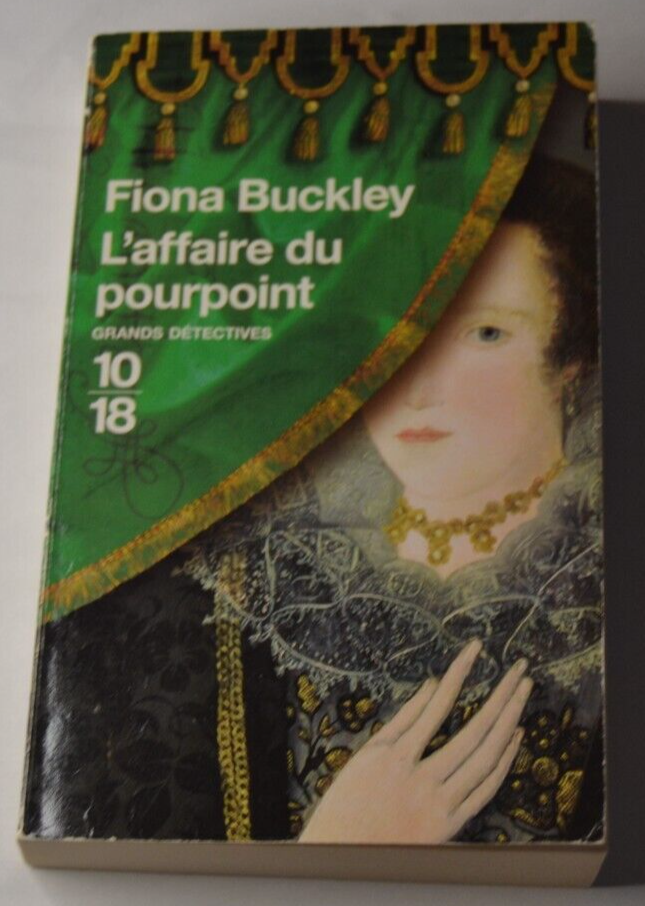 Fiona Buckley
L'affaire du
pourpoint
GRANDS DÉTECTIVES
10
18